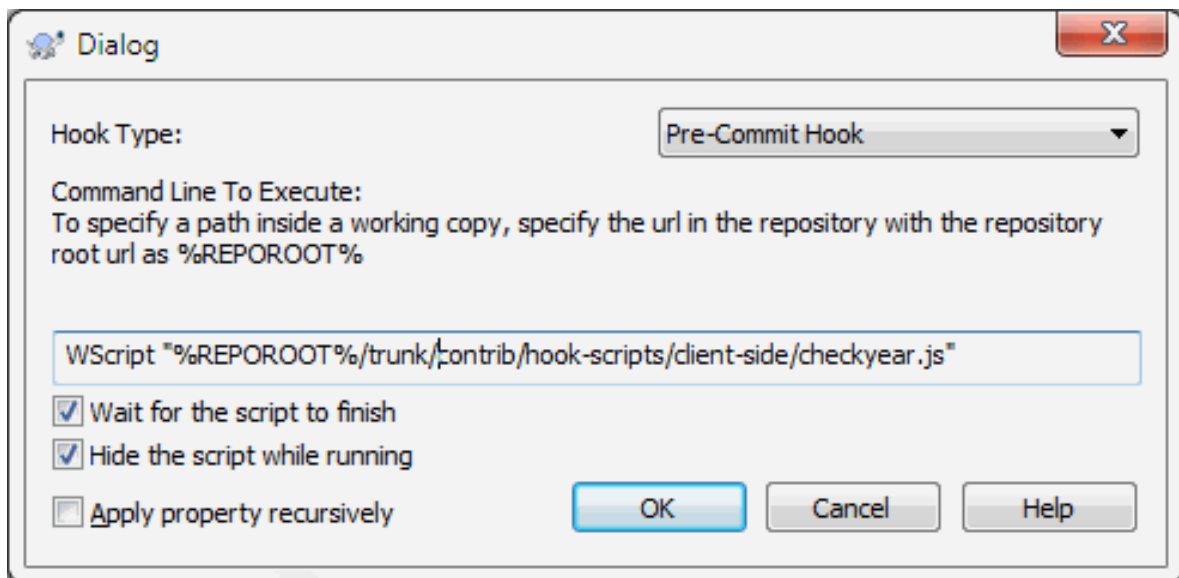 Dialog
Hook Type:
Pre-Commit Hook
Command Line To Execute:
To specify a path inside a working copy, specify the url in the repository with the repository
root url as %REPOROOT%
WScript "%REPOROOT%/trunk/contrib/hook-scripts/client-side/checkyear.js"
Wait for the script to finish
Hide the script while running
Apply property recursively
OK
Cancel
Help